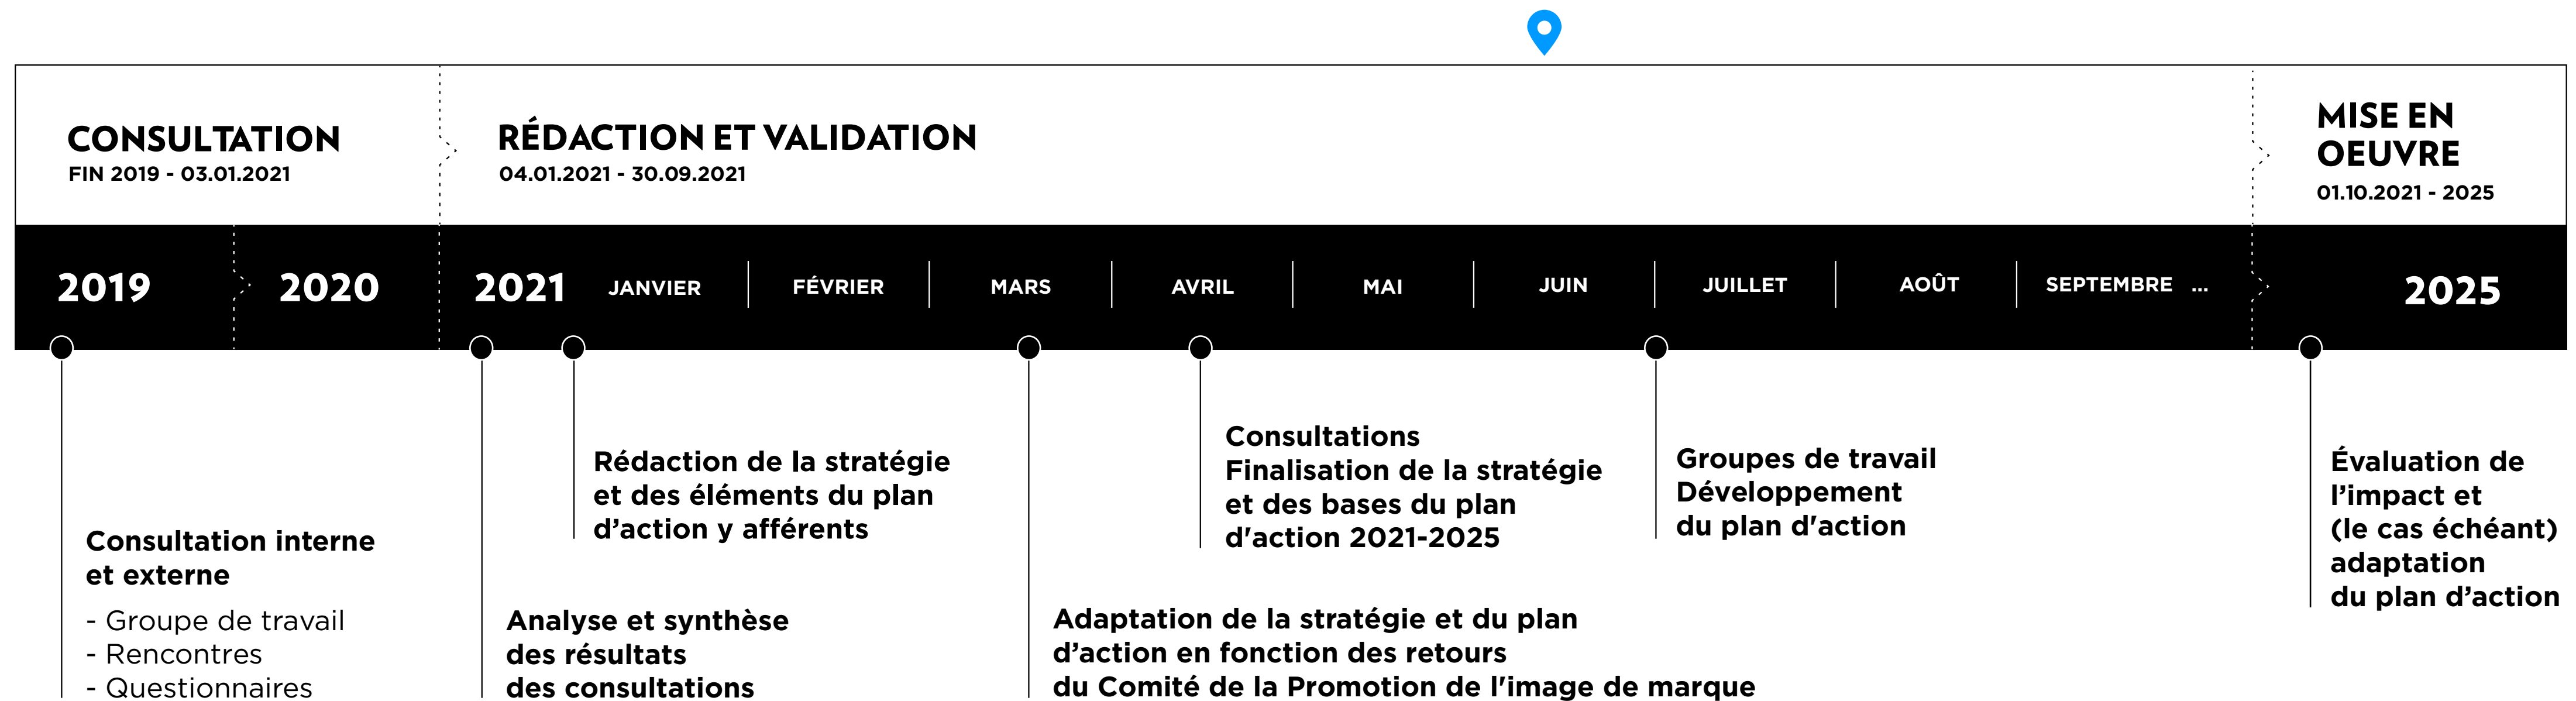 CONSULTATION
FIN 2019 - 03.01.2021
RÉDACTION ET VALIDATION
04.01.2021 - 30.09.2021
MISE EN
OEUVRE
01.10.2021 - 2025
2019
2020
2021
JANVIER
FÉVRIER
MARS
AVRIL
MAI
JUIN
JUILLET
AOÛT
SEPTEMBRE ...
2025
Consultation interne
et externe
- Groupe de travail
- Rencontres
- Questionnaires
Analyse et synthèse
des résultats
des consultations
Rédaction de la stratégie
et des éléments du plan
d’action y afférents
Adaptation de la stratégie et du plan
d’action en fonction des retours
du Comité de la Promotion de l'image de marque
Consultations
Finalisation de la stratégie
et des bases du plan
d'action 2021-2025
Groupes de travail
Développement
du plan d'action
Évaluation de
l’impact et
(le cas échéant)
adaptation
du plan d’action